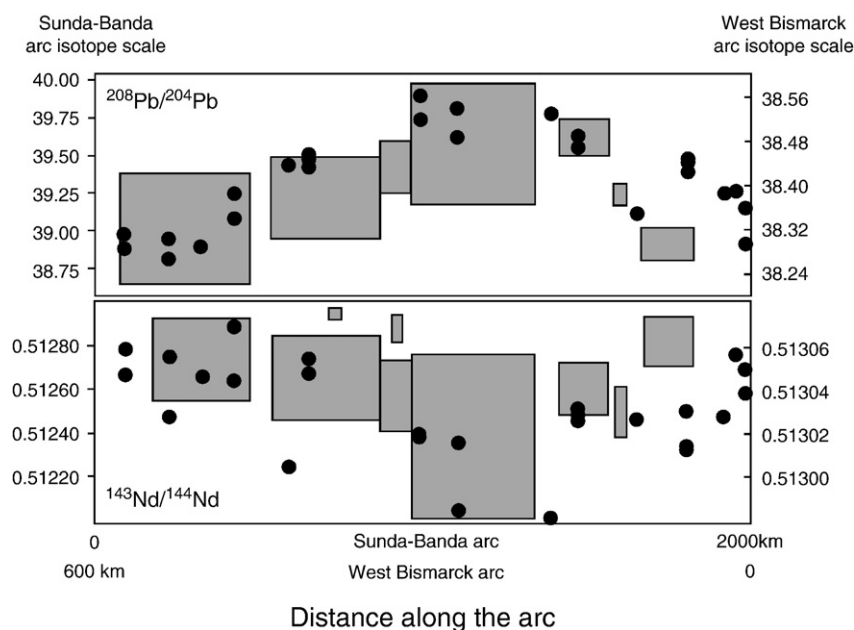 Sunda-Banda
arc isotope scale
West Bismarck
arc isotope scale
40.00
39.75
39.50
39.25
39.00
38.75
²⁰⁸Pb/²⁰⁴Pb
38.56
38.48
38.40
38.32
38.24
0.51280
0.51260
0.51240
0.51220
¹⁴³Nd/¹⁴⁴Nd
0.51306
0.51304
0.51302
0.51300
0 Sunda-Banda arc 2000km
600 km West Bismarck arc 0
Distance along the arc